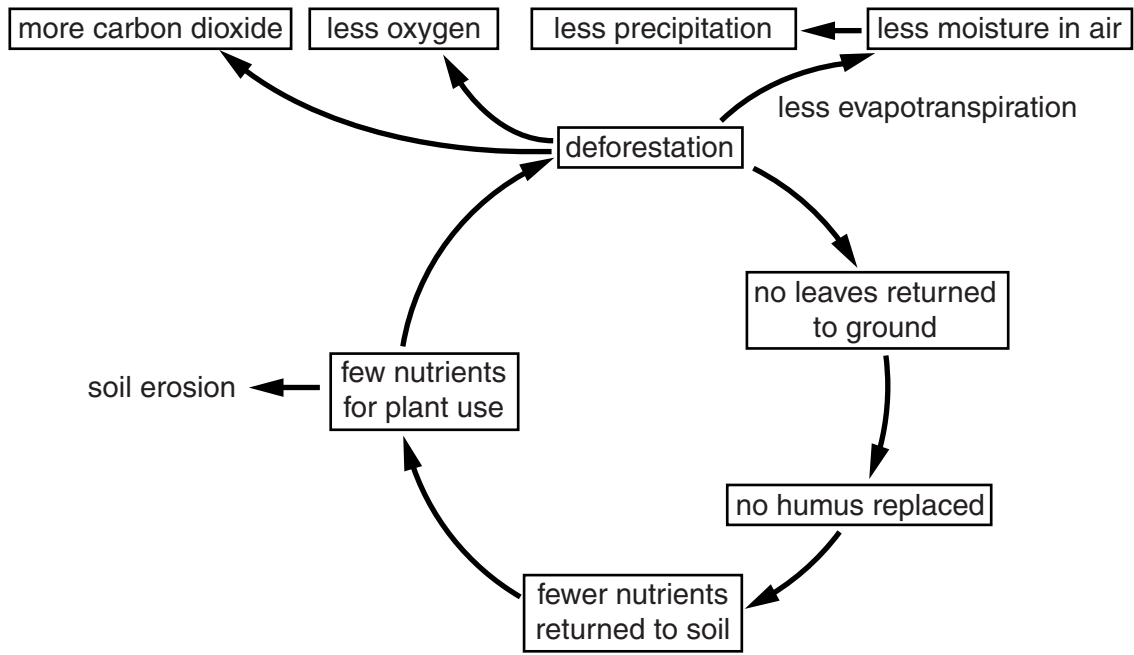 more carbon dioxide
less oxygen
less precipitation
less moisture in air
less evapotranspiration
deforestation
no leaves returned
to ground
few nutrients
for plant use
soil erosion
no humus replaced
fewer nutrients
returned to soil